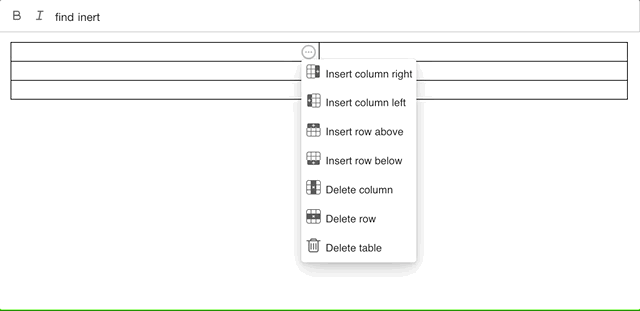 B I find inert
Insert column right
Insert column left
Insert row above
Insert row below
Delete column
Delete row
Delete table